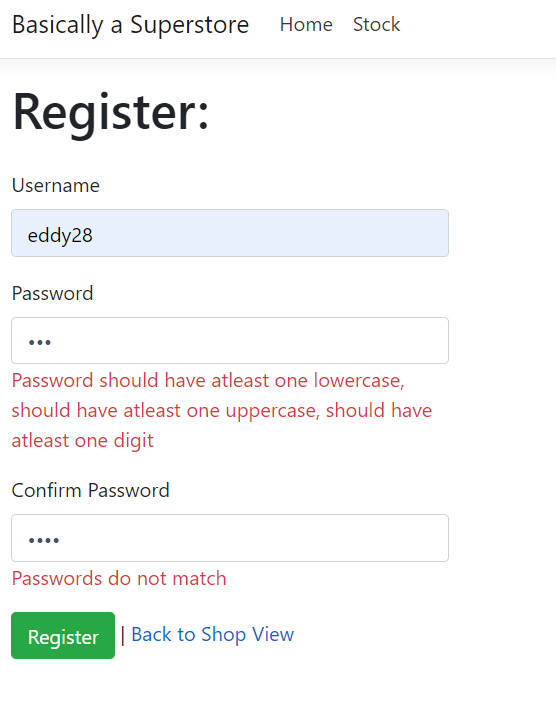 Basically a Superstore Home Stock
Register:
Username
eddy28
Password
•••
Password should have atleast one lowercase,
should have atleast one uppercase, should have
atleast one digit
Confirm Password
••••
Passwords do not match
Register | Back to Shop View